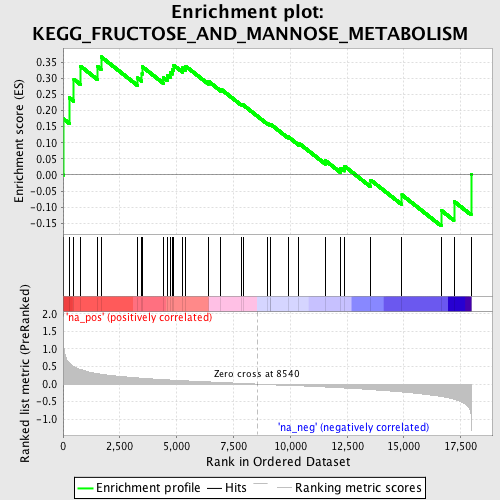 Enrichment plot:
KEGG_FRUCTOSE_AND_MANNOSE_METABOLISM
Enrichment score (ES)
0.35
0.30
0.25
0.20
0.15
0.10
0.05
0.00
-0.05
-0.10
-0.15
'na_pos' (positively correlated)
Ranked list metric (PreRanked)
2.0
1.5
1.0
0.5
0.0
-0.5
-1.0
Zero cross at 8540
'na_neg' (negatively correlated)
0 2,500 5,000 7,500 10,000 12,500 15,000 17,500
Rank in Ordered Dataset
Enrichment profile Hits Ranking metric scores